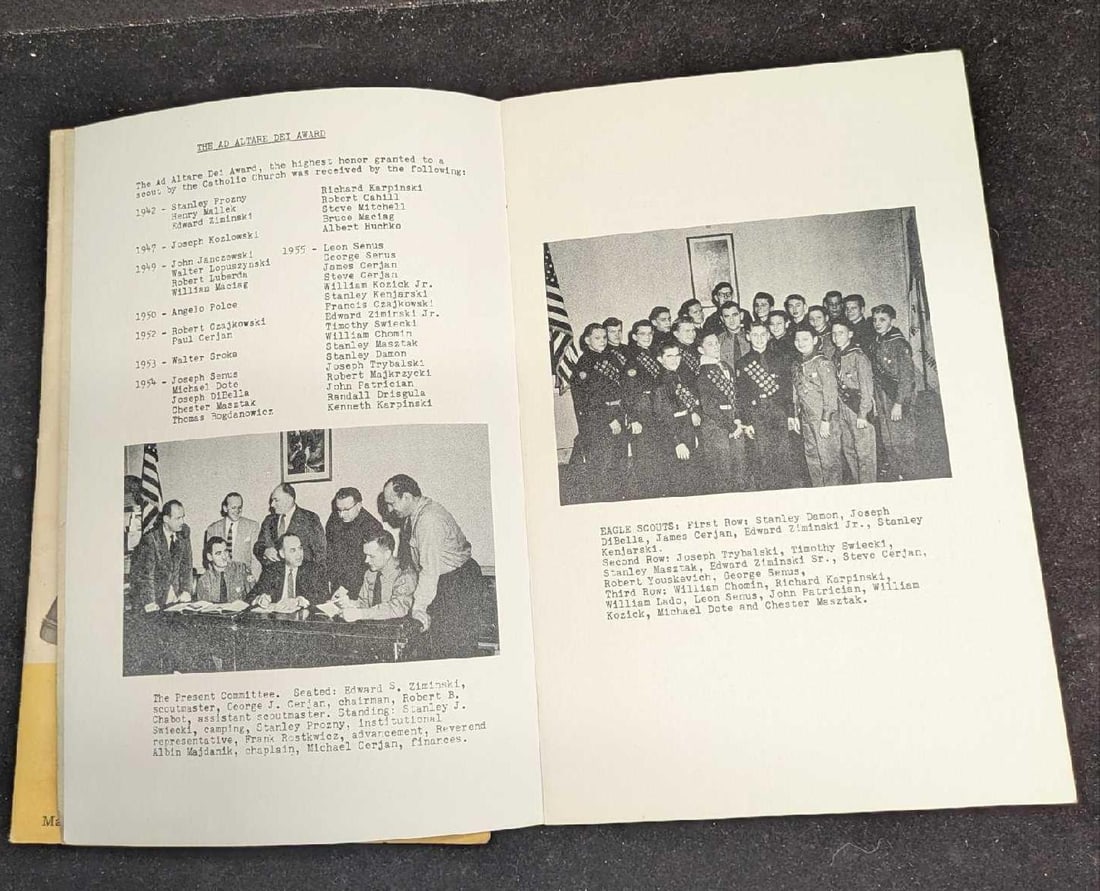 THE AD ALTARE DEI AWARD
The Ad Altare Dei Award, the highest honor granted to a
scout by the Catholic Church was received by the following:
1942 - Stanley Prozny
Henry Mallek
Edward Ziminski
1947 - Joseph Kozlowski
1949 - John Janczowski
Walter Lopuszynski
Robert Luberda
William Maciag
1950 - Angelo Polce
1952 - Robert Czajkowski
Paul Cerjan
1953 - Walter Sroka
1954 - Joseph Senus
Michael Dote
Joseph DiBella
Chester Masztak
Thomas Bogdanowicz
Richard Karpinski
Robert Cahill
Steve Mitchell
Bruce Maciag
Albert Huchko
1955 - Leon Senus
George Senus
James Cerjan
Steve Cerjan
William Kozick Jr.
Stanley Kenjarski
Francis Czajkowski
Edward Ziminski Jr.
Timothy Swiecki
William Chomin
Stanley Masztak
Stanley Damon
Joseph Trybalski
Robert Majkrzycki
John Patrician
Randall Drisgula
Kenneth Karpinski
The Present Committee. Seated: Edward S. Ziminski,
scoutmaster, George J. Cerjan, chairman, Robert B.
Chabot, assistant scoutmaster. Standing: Stanley J.
Swiecki, camping, Stanley Prozny, institutional
representative, Frank Rostkwicz, advancement, Reverend
Albin Majdanik, chaplain, Michael Cerjan, finances.
EAGLE SCOUTS: First Row: Stanley Damon, Joseph
DiBella, James Cerjan, Edward Ziminski Jr., Stanley
Kenjarski.
Second Row: Joseph Trybalski, Timothy Swiecki,
Stanley Masztak, Edward Ziminski Sr., Steve Cerjan,
Robert Youskevich, George Senus,
Third Row: William Chomin, Richard Karpinski,
William Lado, Leon Senus, John Patrician, William
Kozick, Michael Dote and Chester Masztak.